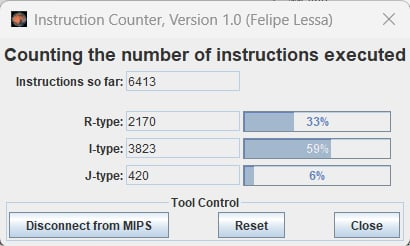 Instruction Counter, Version 1.0 (Felipe Lessa)
Counting the number of instructions executed
Instructions so far: 6413
R-type: 2170 33%
I-type: 3823 59%
J-type: 420 6%
Tool Control
Disconnect from MIPS Reset Close